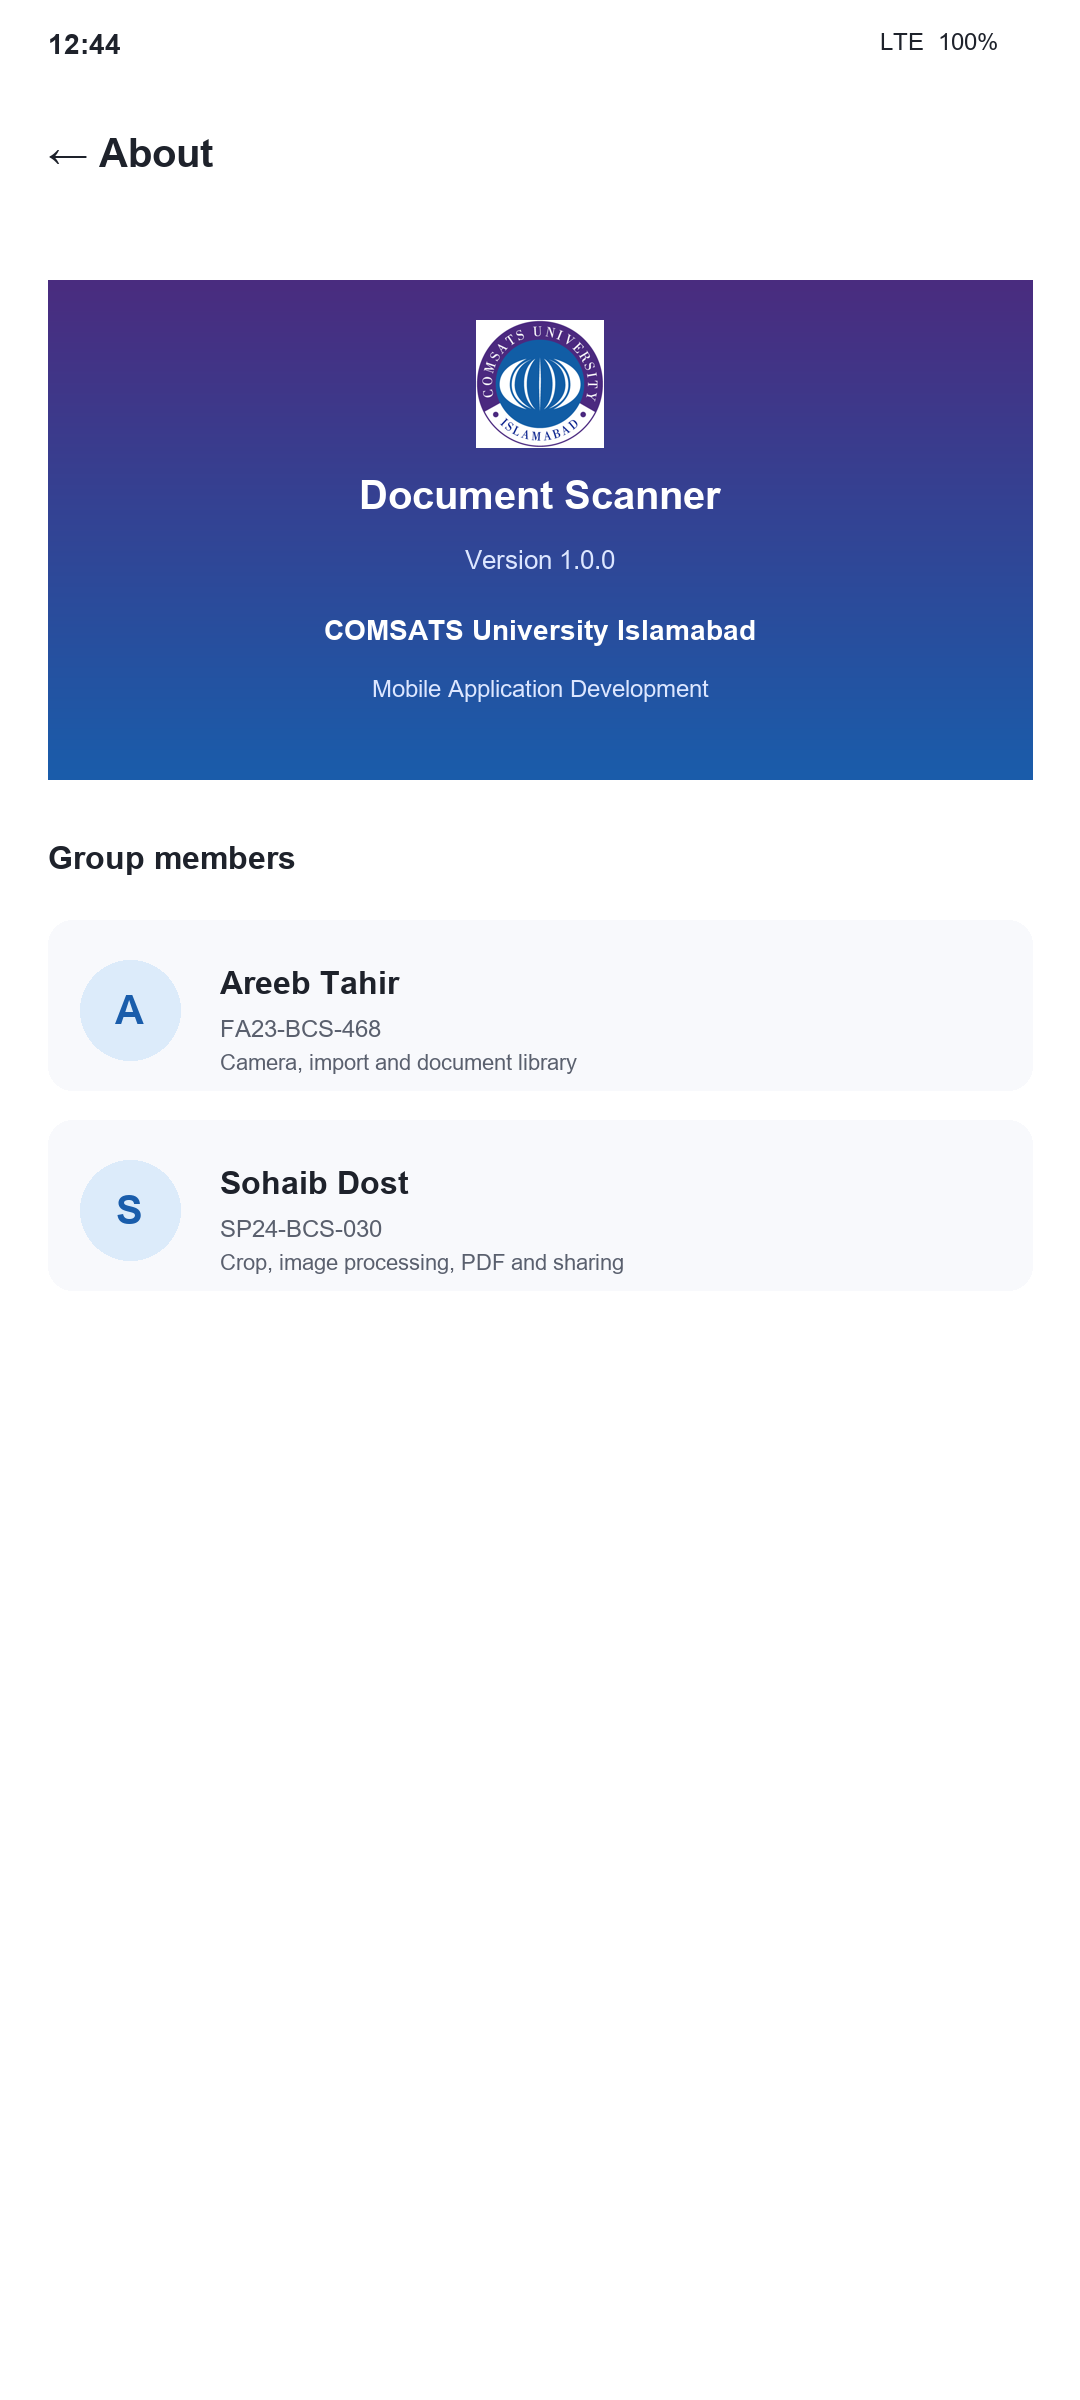 12:44
LTE 100%
← About
COMSATS UNIVERSITY
ISLAMABAD
Document Scanner
Version 1.0.0
COMSATS University Islamabad
Mobile Application Development
Group members
A
Areeb Tahir
FA23-BCS-468
Camera, import and document library
S
Sohaib Dost
SP24-BCS-030
Crop, image processing, PDF and sharing